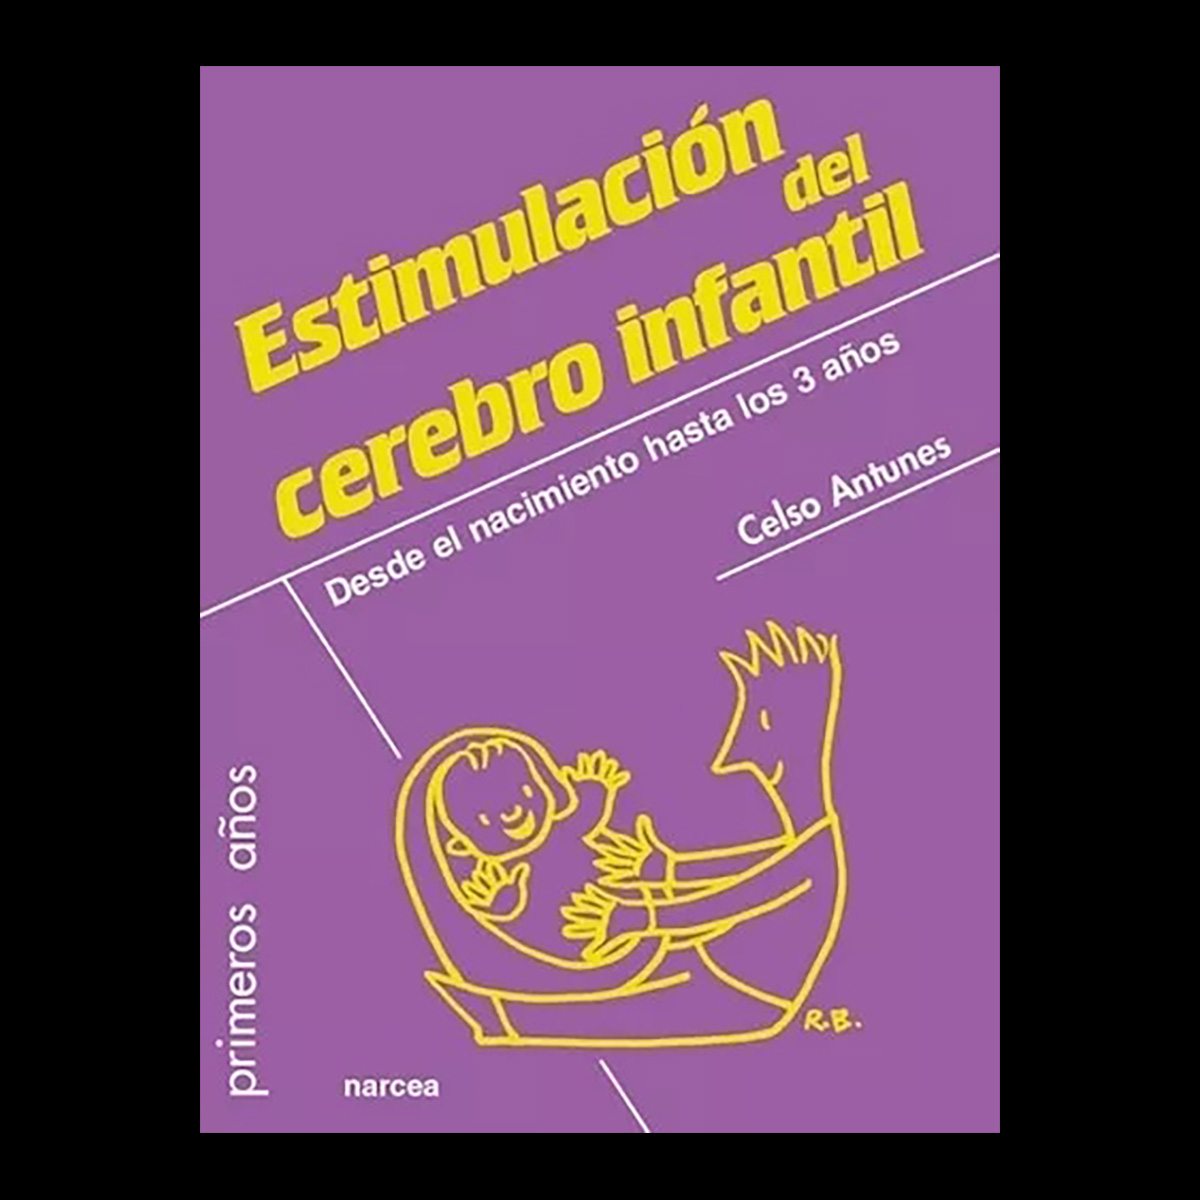 Estimulación
del
cerebro infantil
Desde el nacimiento hasta los 3 años
Celso Antunes
primeros años
R.B.
narcea